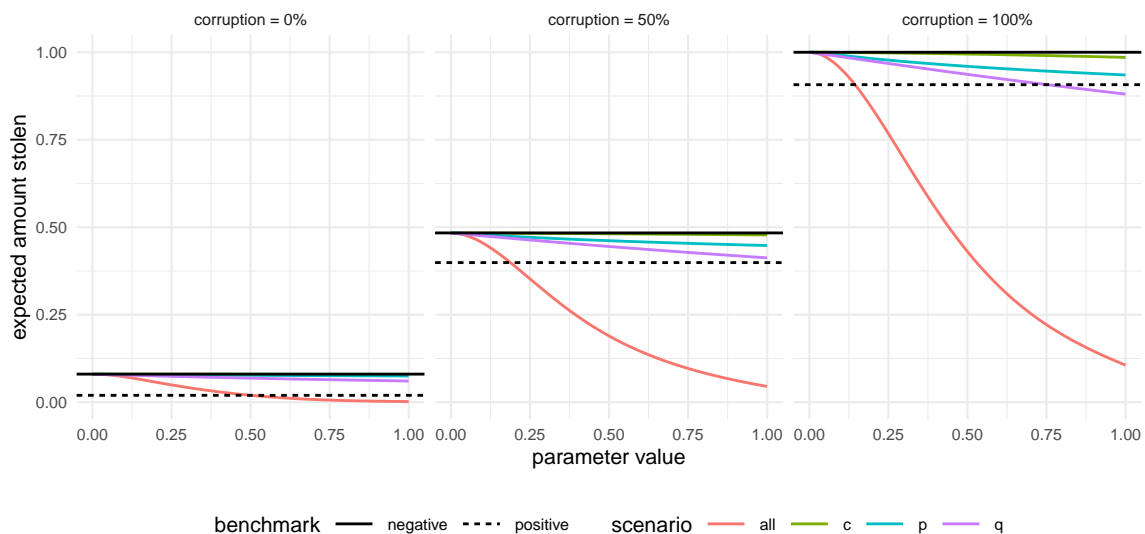 corruption = 0%
corruption = 50%
corruption = 100%
expected amount stolen
1.00
0.75
0.50
0.25
0.00
0.00 0.25 0.50 0.75 1.00
0.00 0.25 0.50 0.75 1.00
0.00 0.25 0.50 0.75 1.00
parameter value
benchmark negative positive scenario all c p q